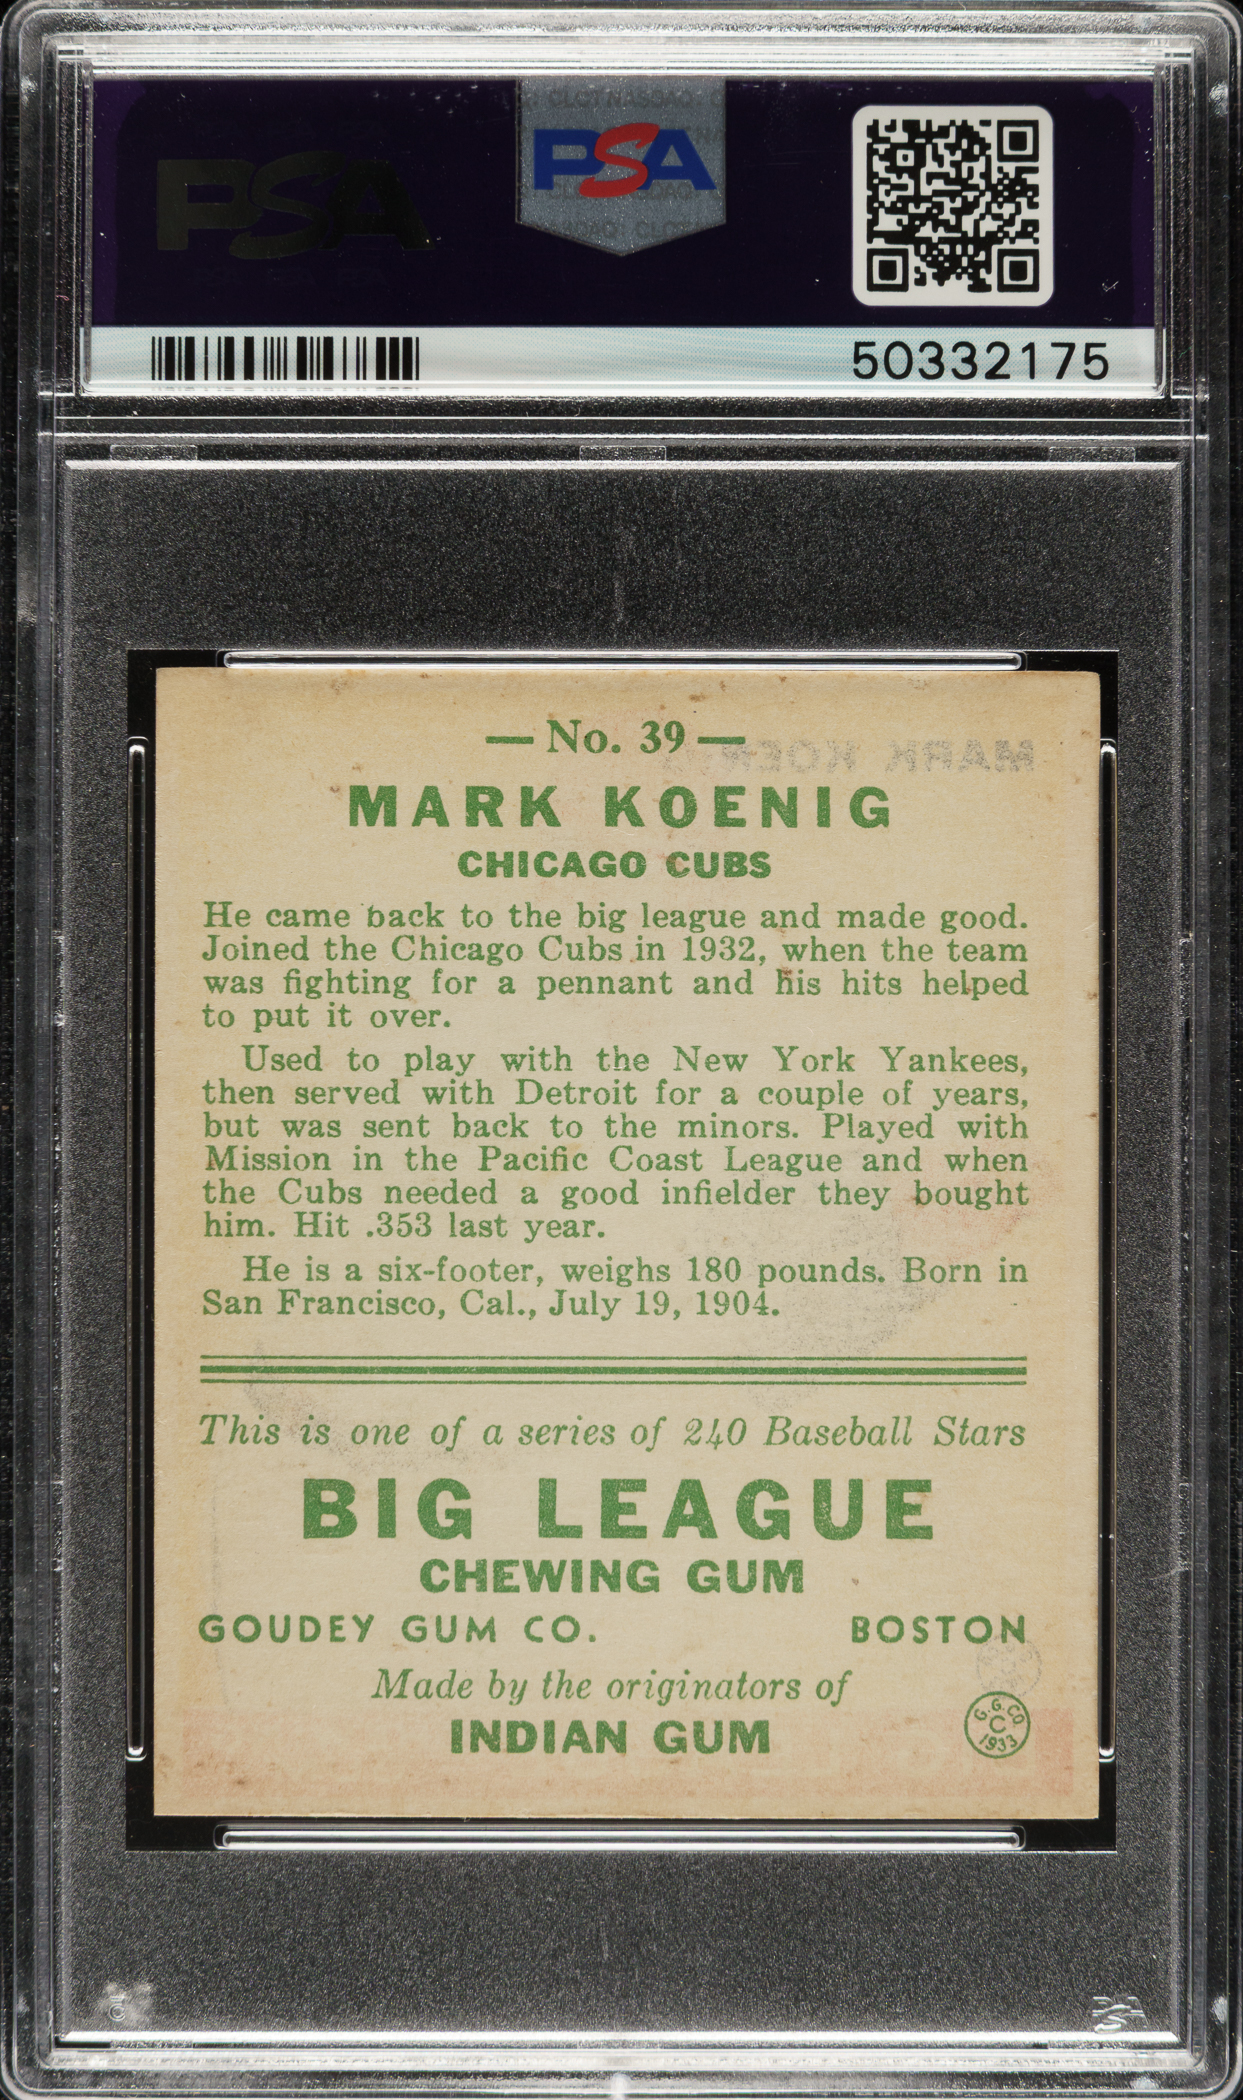 PSA
PSA
50332175
— No. 39 —
MARK KOENIG
CHICAGO CUBS
He came back to the big league and made good.
Joined the Chicago Cubs in 1932, when the team
was fighting for a pennant and his hits helped
to put it over.
Used to play with the New York Yankees,
then served with Detroit for a couple of years,
but was sent back to the minors. Played with
Mission in the Pacific Coast League and when
the Cubs needed a good infielder they bought
him. Hit .353 last year.
He is a six-footer, weighs 180 pounds. Born in
San Francisco, Cal., July 19, 1904.
This is one of a series of 240 Baseball Stars
BIG LEAGUE
CHEWING GUM
GOUDEY GUM CO. BOSTON
Made by the originators of
INDIAN GUM
G. G. CO.
C
1933